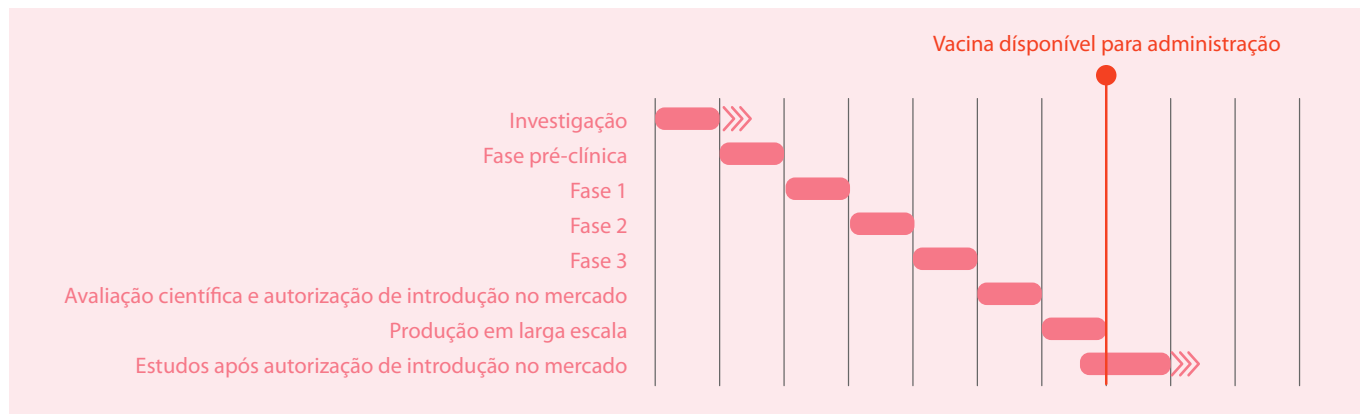 Vacina dísponível para administração
Investigação
Fase pré-clínica
Fase 1
Fase 2
Fase 3
Avaliação científica e autorização de introdução no mercado
Produção em larga escala
Estudos após autorização de introdução no mercado